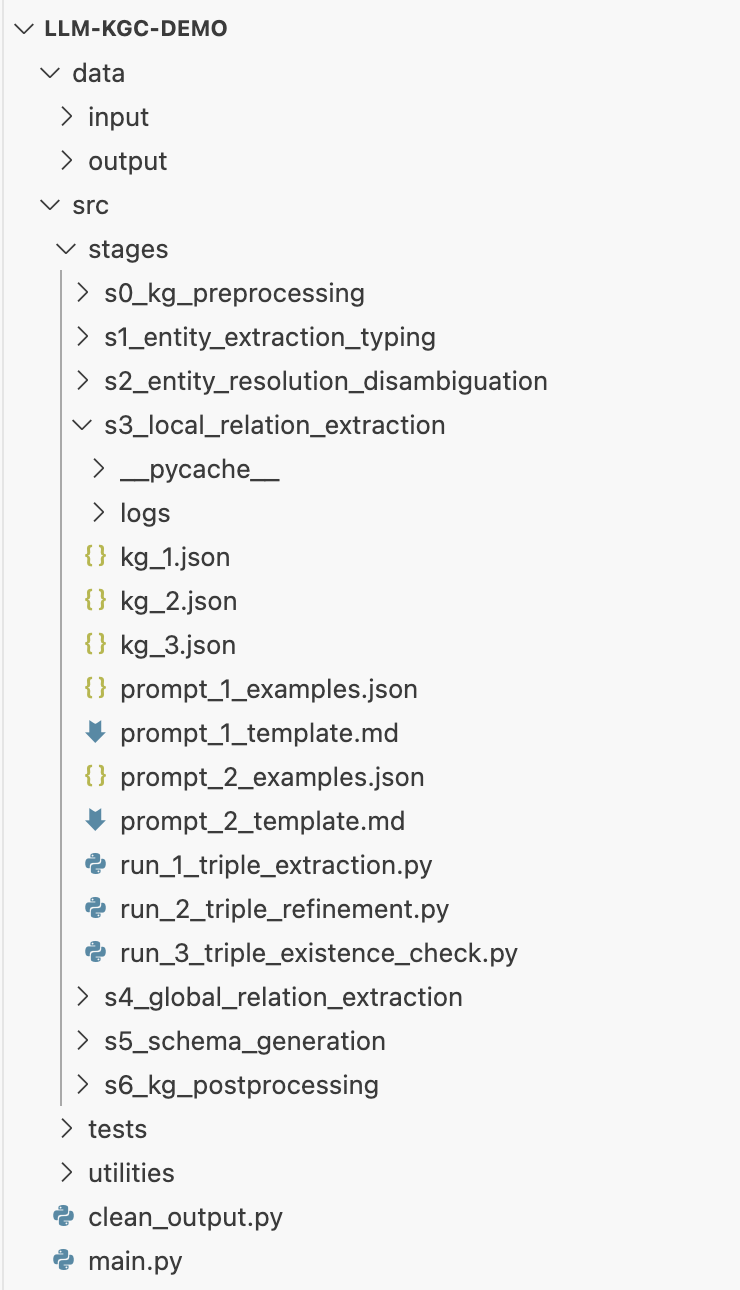 LLM-KGC-DEMO
data
input
output
src
stages
s0_kg_preprocessing
s1_entity_extraction_typing
s2_entity_resolution_disambiguation
s3_local_relation_extraction
__pycache__
logs
kg_1.json
kg_2.json
kg_3.json
prompt_1_examples.json
prompt_1_template.md
prompt_2_examples.json
prompt_2_template.md
run_1_triple_extraction.py
run_2_triple_refinement.py
run_3_triple_existence_check.py
s4_global_relation_extraction
s5_schema_generation
s6_kg_postprocessing
tests
utilities
clean_output.py
main.py